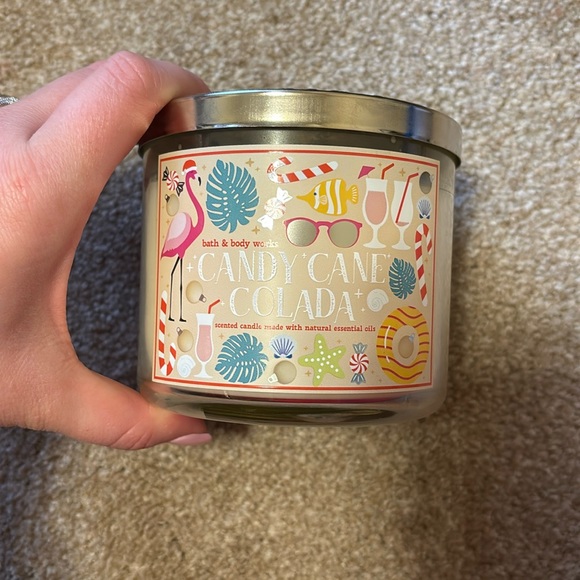 bath & body works
CANDY CANE
COLADA
scented candle made with natural essential oils